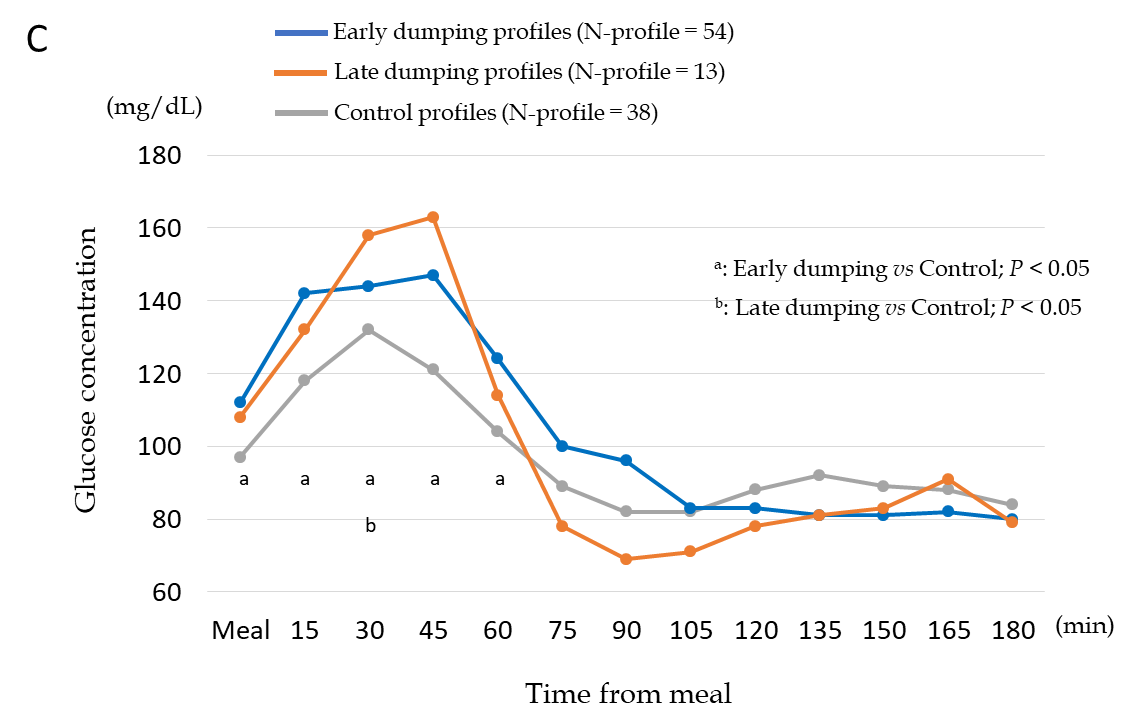 C
Early dumping profiles (N-profile = 54)
Late dumping profiles (N-profile = 13)
Control profiles (N-profile = 38)
(mg/dL)
180
160
140
120
100
80
60
Glucose concentration
a: Early dumping vs Control; P < 0.05
b: Late dumping vs Control; P < 0.05
a a a a a
b
Meal 15 30 45 60 75 90 105 120 135 150 165 180 (min)
Time from meal